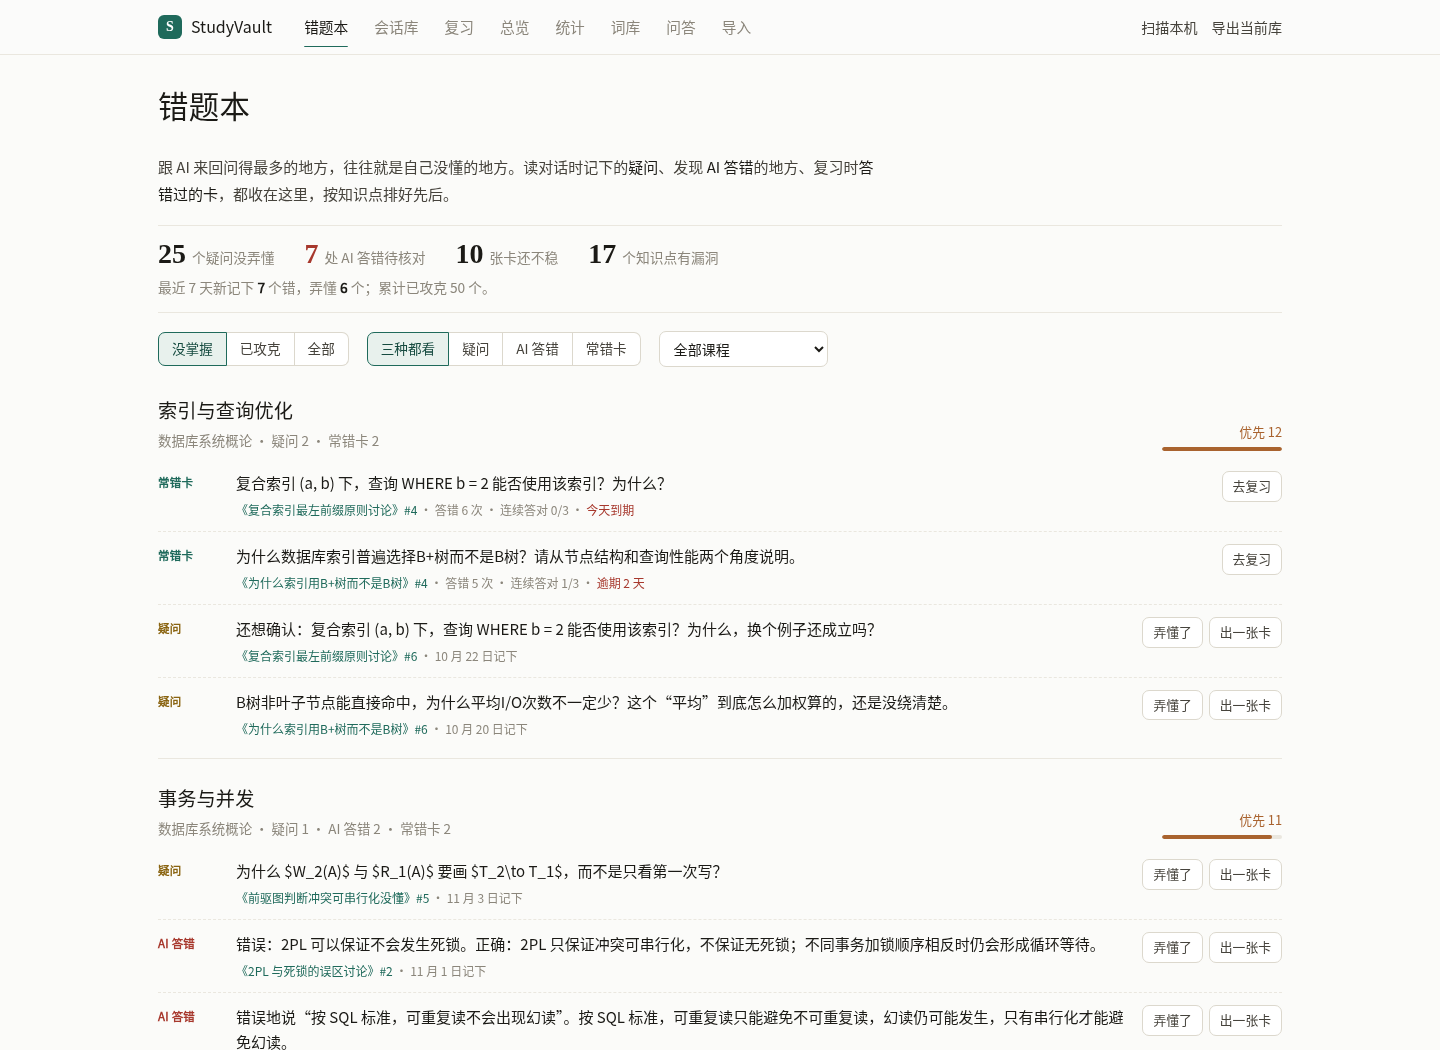 S StudyVault 错题本 会话库 复习 总览 统计 词库 问答 导入 扫描本机 导出当前库
错题本
跟 AI 来回问得最多的地方，往往就是自己没懂的地方。读对话时记下的疑问、发现 AI 答错的地方、复习时答
错过的卡，都收在这里，按知识点排好先后。
25 个疑问没弄懂 7 处 AI 答错待核对 10 张卡还不稳 17 个知识点有漏洞
最近 7 天新记下 7 个错，弄懂 6 个；累计已攻克 50 个。
没掌握 已攻克 全部 三种都看 疑问 AI 答错 常错卡 全部课程
索引与查询优化
数据库系统概论 · 疑问 2 · 常错卡 2 优先 12
常错卡 复合索引 (a, b) 下，查询 WHERE b = 2 能否使用该索引？为什么？ 去复习
《复合索引最左前缀原则讨论》#4 · 答错 6 次 · 连续答对 0/3 · 今天到期
常错卡 为什么数据库索引普遍选择B+树而不是B树？请从节点结构和查询性能两个角度说明。 去复习
《为什么索引用B+树而不是B树》#4 · 答错 5 次 · 连续答对 1/3 · 逾期 2 天
疑问 还想确认：复合索引 (a, b) 下，查询 WHERE b = 2 能否使用该索引？为什么，换个例子还成立吗？ 弄懂了 出一张卡
《复合索引最左前缀原则讨论》#6 · 10 月 22 日记下
疑问 B树非叶子节点能直接命中，为什么平均I/O次数不一定少？这个“平均”到底怎么加权算的，还是没绕清楚。 弄懂了 出一张卡
《为什么索引用B+树而不是B树》#6 · 10 月 20 日记下
事务与并发
数据库系统概论 · 疑问 1 · AI 答错 2 · 常错卡 2 优先 11
疑问 为什么 $W_2(A)$ 与 $R_1(A)$ 要画 $T_2\to T_1$，而不是只看第一次写？ 弄懂了 出一张卡
《前驱图判断冲突可串行化没懂》#5 · 11 月 3 日记下
AI 答错 错误：2PL 可以保证不会发生死锁。正确：2PL 只保证冲突可串行化，不保证无死锁；不同事务加锁顺序相反时仍会形成循环等待。 弄懂了 出一张卡
《2PL 与死锁的误区讨论》#2 · 11 月 1 日记下
AI 答错 错误地说“按 SQL 标准，可重复读不会出现幻读”。按 SQL 标准，可重复读只能避免不可重复读，幻读仍可能发生，只有串行化才能避 弄懂了 出一张卡
免幻读。